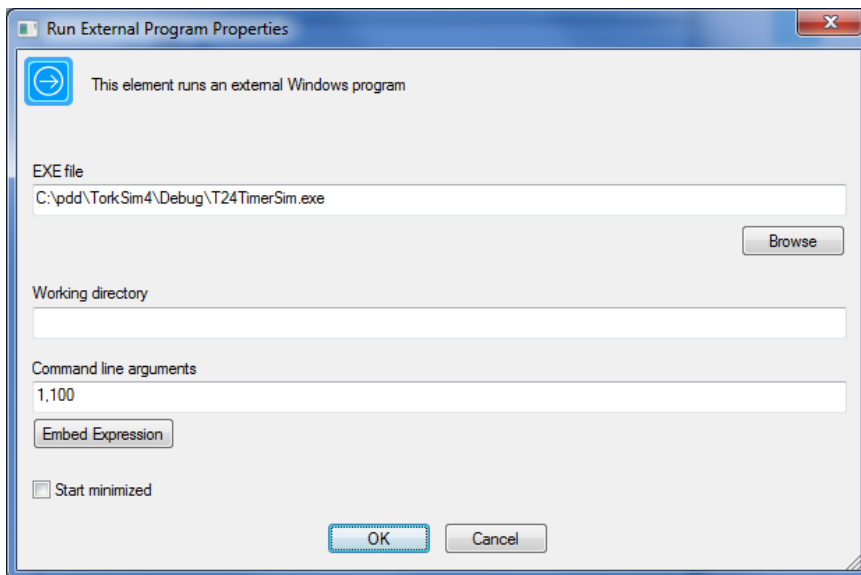 Run External Program Properties
This element runs an external Windows program
EXE file
C:\pdd\TorkSim4\Debug\T24TimerSim.exe
Browse
Working directory
Command line arguments
1,100
Embed Expression
Start minimized
OK Cancel